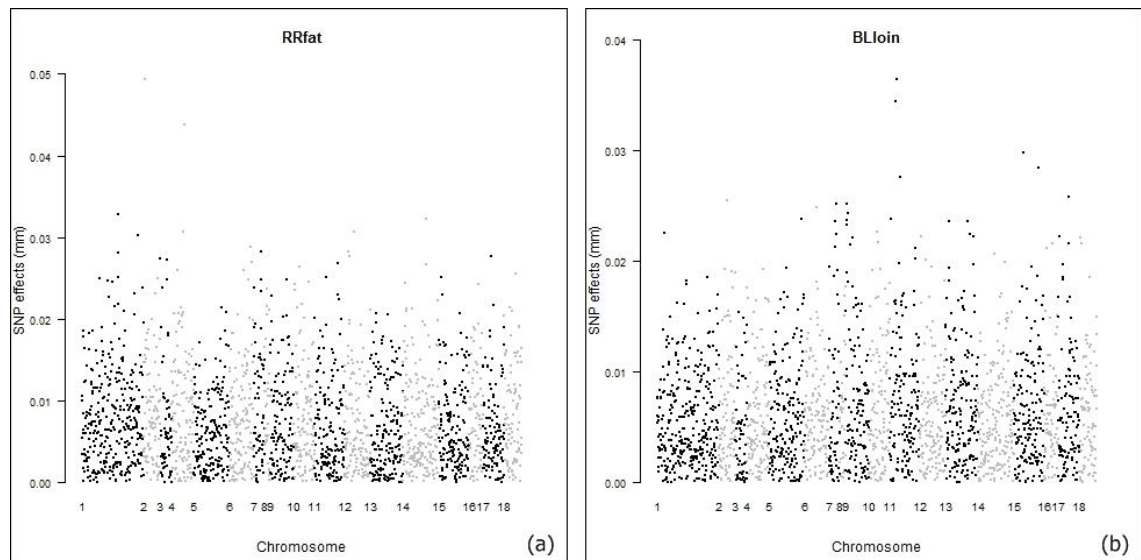 RRfat
0.05
0.04
0.03
0.02
0.01
0.00
SNP effects (mm)
1 2 3 4 5 6 7 8 9 10 11 12 13 14 15 16 17 18
Chromosome
(a)
BLloin
0.04
0.03
0.02
0.01
0.00
SNP effects (mm)
1 2 3 4 5 6 7 8 9 10 11 12 13 14 15 16 17 18
Chromosome
(b)